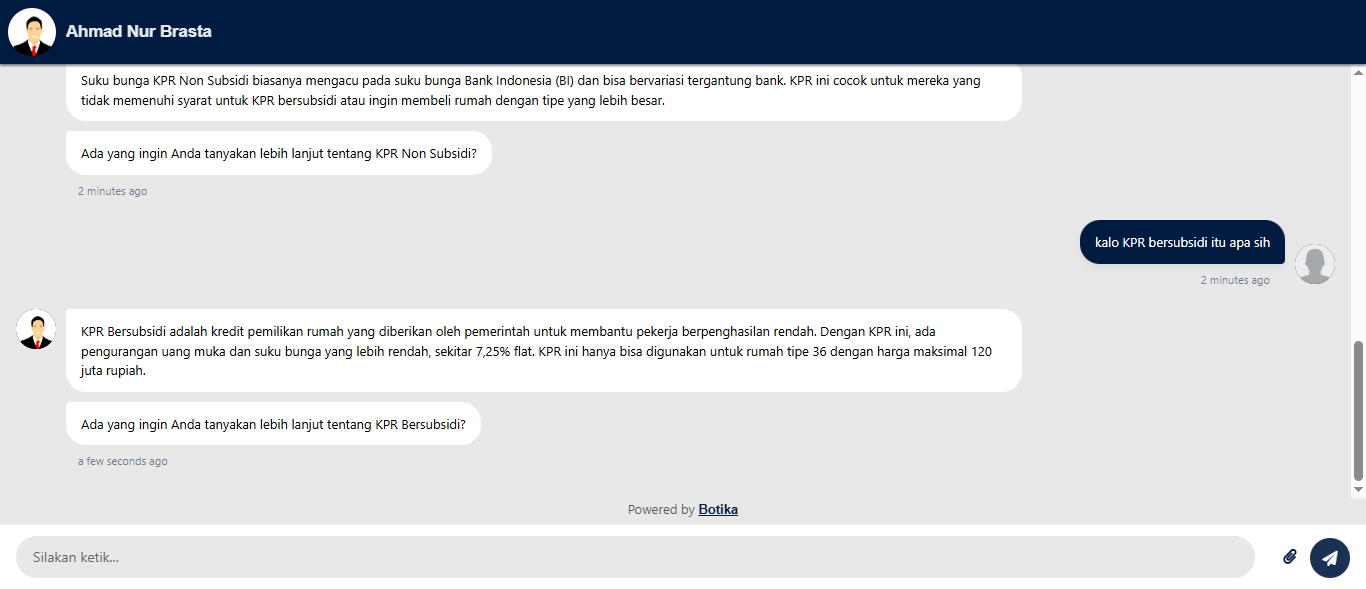 Ahmad Nur Brasta
Suku bunga KPR Non Subsidi biasanya mengacu pada suku bunga Bank Indonesia (BI) dan bisa bervariasi tergantung bank. KPR ini cocok untuk mereka yang
tidak memenuhi syarat untuk KPR bersubsidi atau ingin membeli rumah dengan tipe yang lebih besar.
Ada yang ingin Anda tanyakan lebih lanjut tentang KPR Non Subsidi?
2 minutes ago
kalo KPR bersubsidi itu apa sih
2 minutes ago
KPR Bersubsidi adalah kredit pemilikan rumah yang diberikan oleh pemerintah untuk membantu pekerja berpenghasilan rendah. Dengan KPR ini, ada
pengurangan uang muka dan suku bunga yang lebih rendah, sekitar 7,25% flat. KPR ini hanya bisa digunakan untuk rumah tipe 36 dengan harga maksimal 120
juta rupiah.
Ada yang ingin Anda tanyakan lebih lanjut tentang KPR Bersubsidi?
a few seconds ago
Powered by Botika
Silakan ketik...